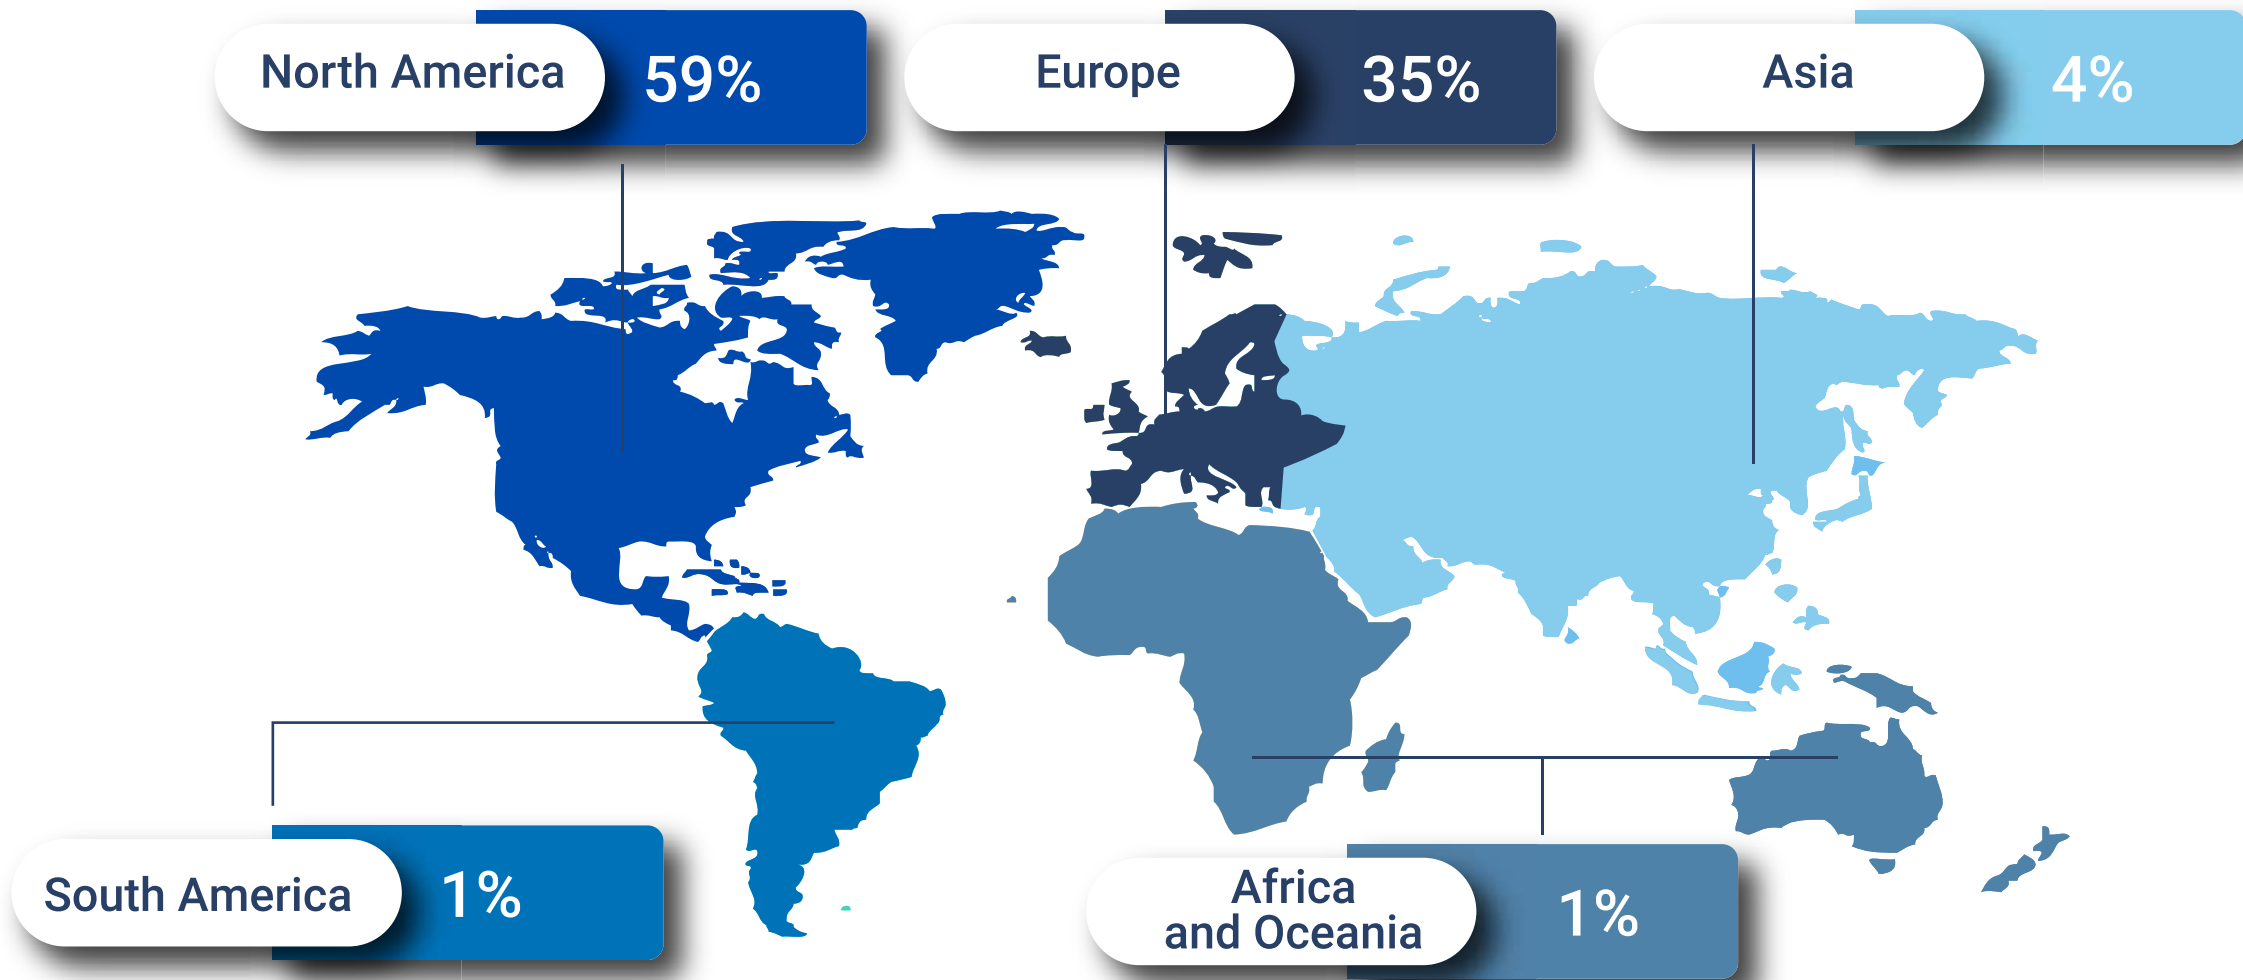 North America
59%
Europe
35%
Asia
4%
South America
1%
Africa
and Oceania
1%